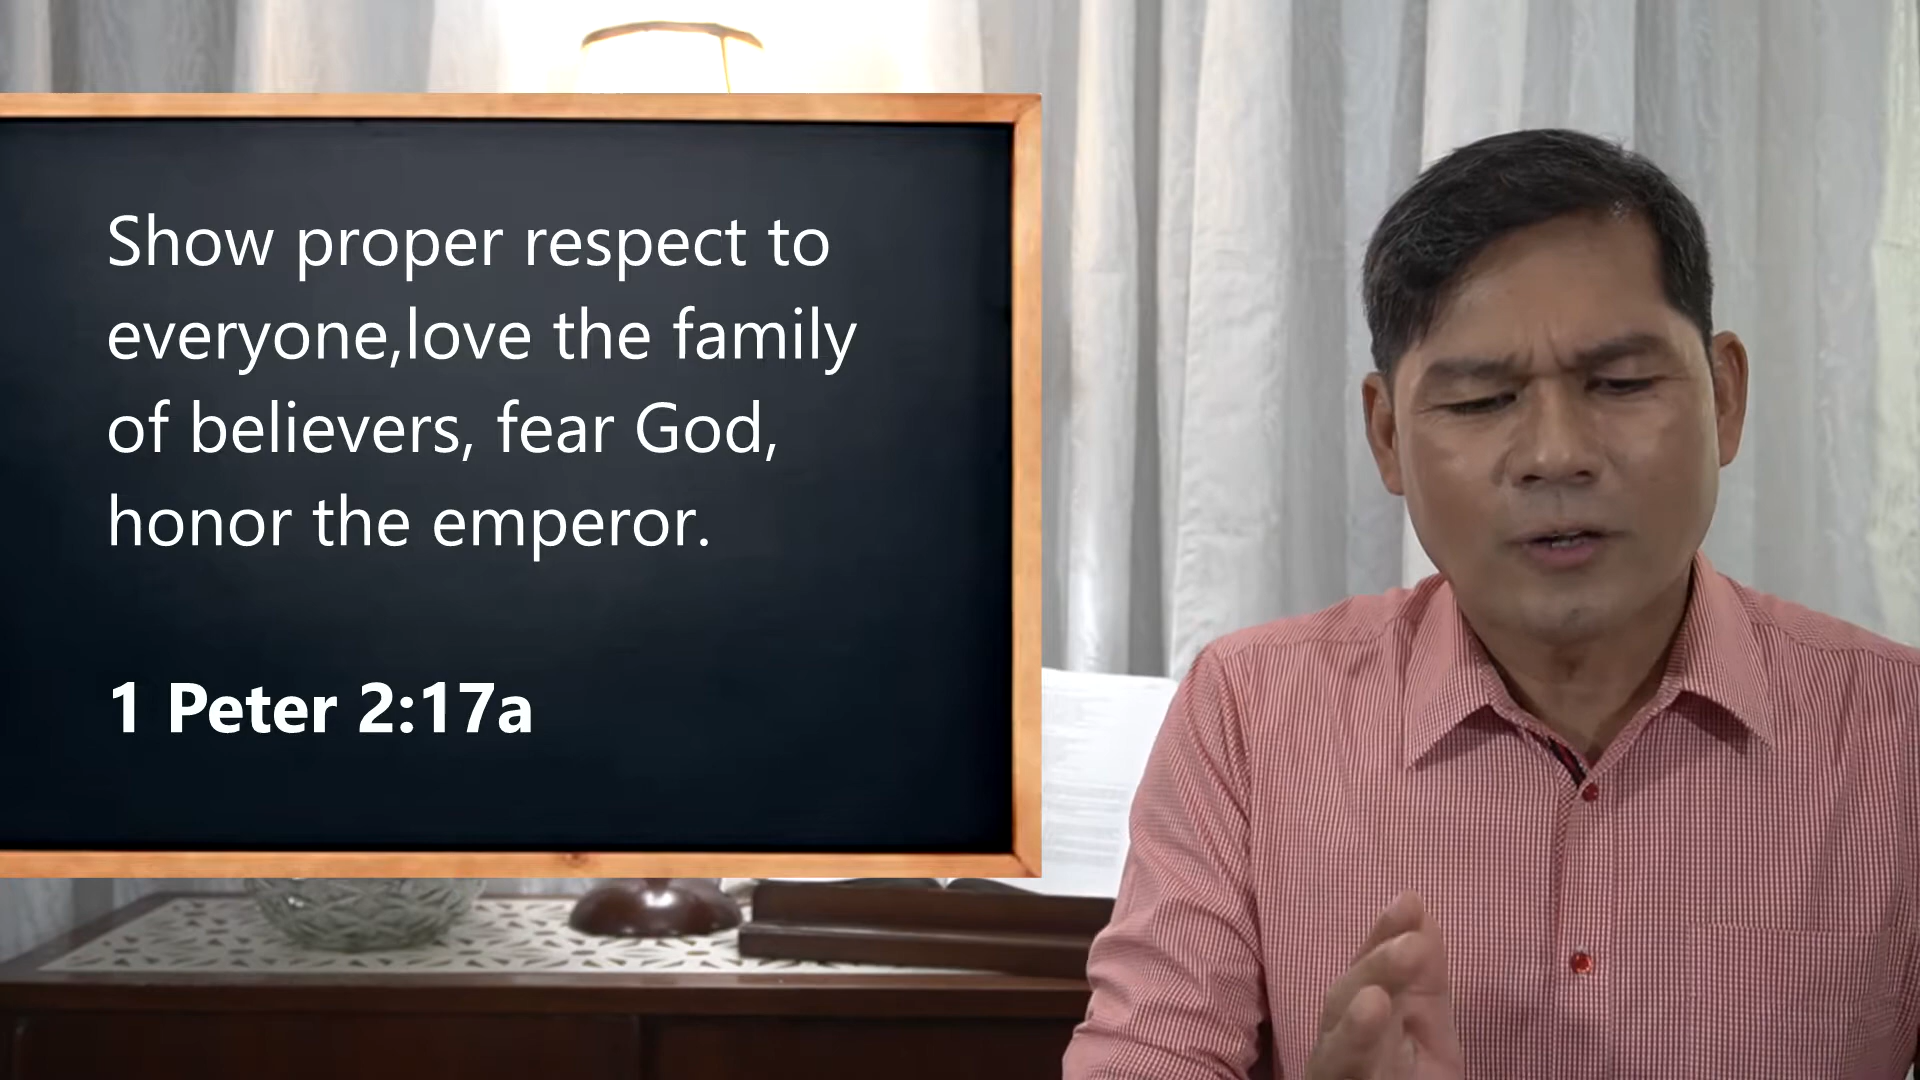 Show proper respect to
everyone,love the family
of believers, fear God,
honor the emperor.
1 Peter 2:17a